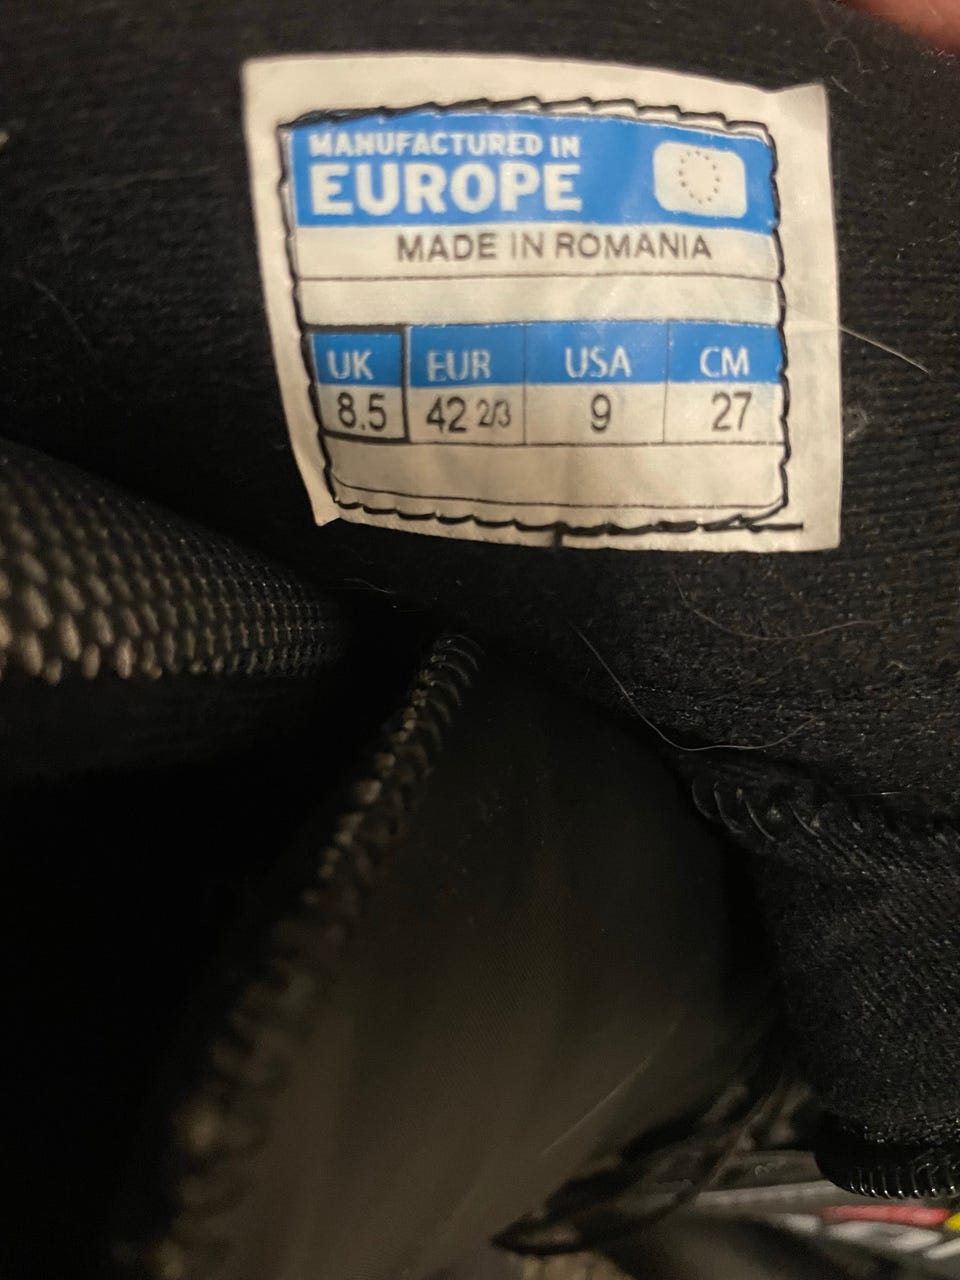 MANUFACTURED IN
EUROPE
MADE IN ROMANIA
UK EUR USA CM
8.5 42 2/3 9 27